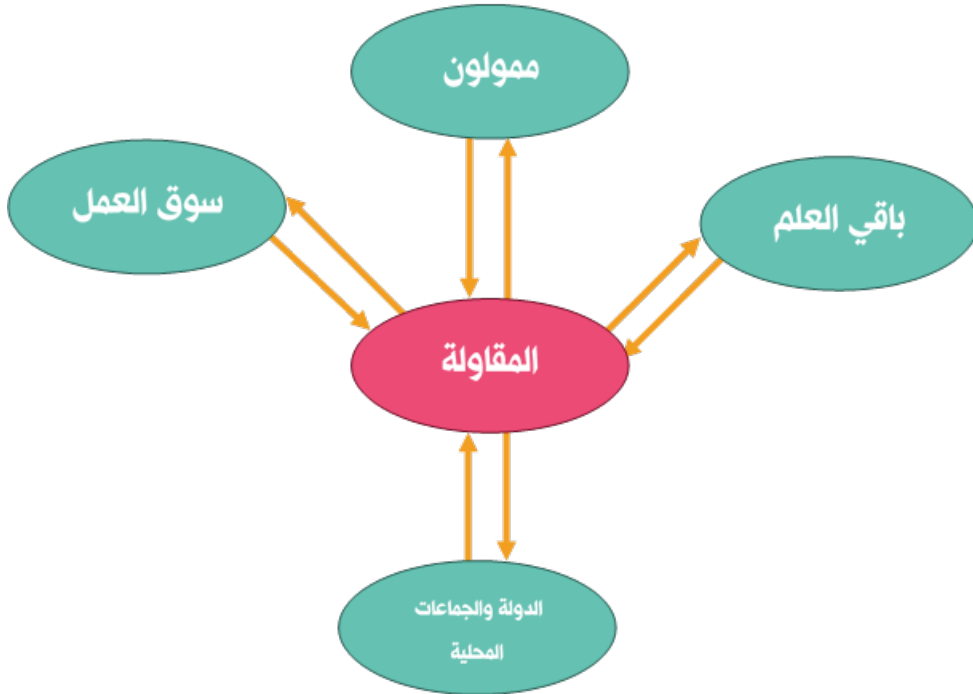 ممولون
باقي العلم
سوق العمل
المقاولة
الدولة والجماعات
المحلية